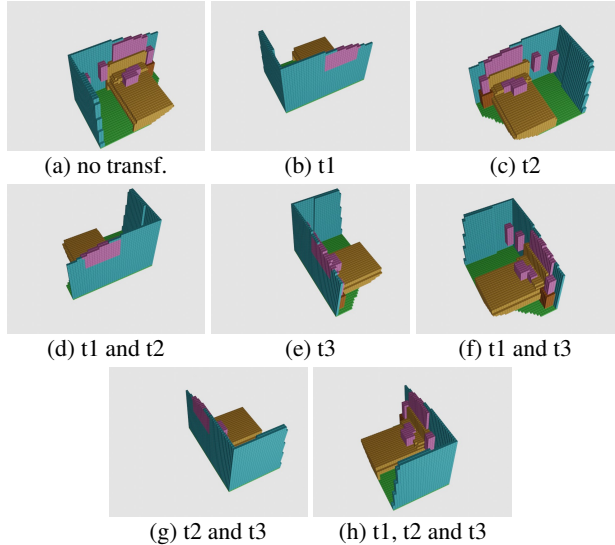 (a) no transf.
(b) t1
(c) t2
(d) t1 and t2
(e) t3
(f) t1 and t3
(g) t2 and t3
(h) t1, t2 and t3